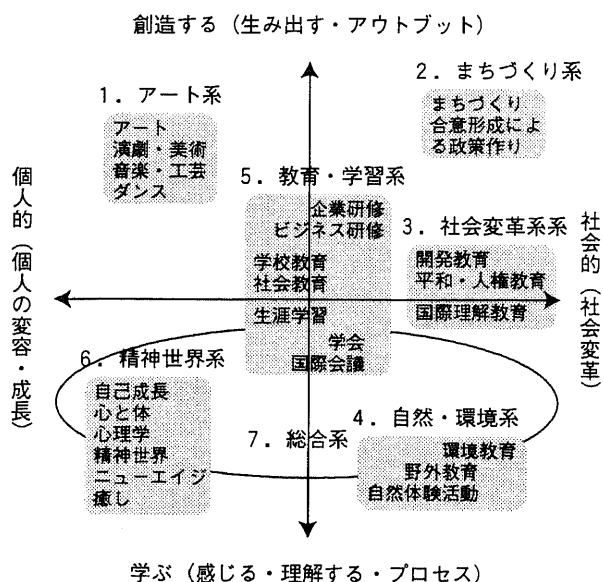 創造する（生み出す・アウトプット）
1．アート系
アート
演劇・美術
音楽・工芸
ダンス
2．まちづくり系
まちづくり
合意形成によ
る政策作り
5．教育・学習系
企業研修
ビジネス研修
学校教育
社会教育
生涯学習
学会
国際会議
3．社会変革系系
開発教育
平和・人権教育
国際理解教育
個人的（個人の変容・成長）
社会的（社会変革）
6．精神世界系
自己成長
心と体
心理学
精神世界
ニューエイジ
癒し
7．総合系
4．自然・環境系
環境教育
野外教育
自然体験活動
学ぶ（感じる・理解する・プロセス）